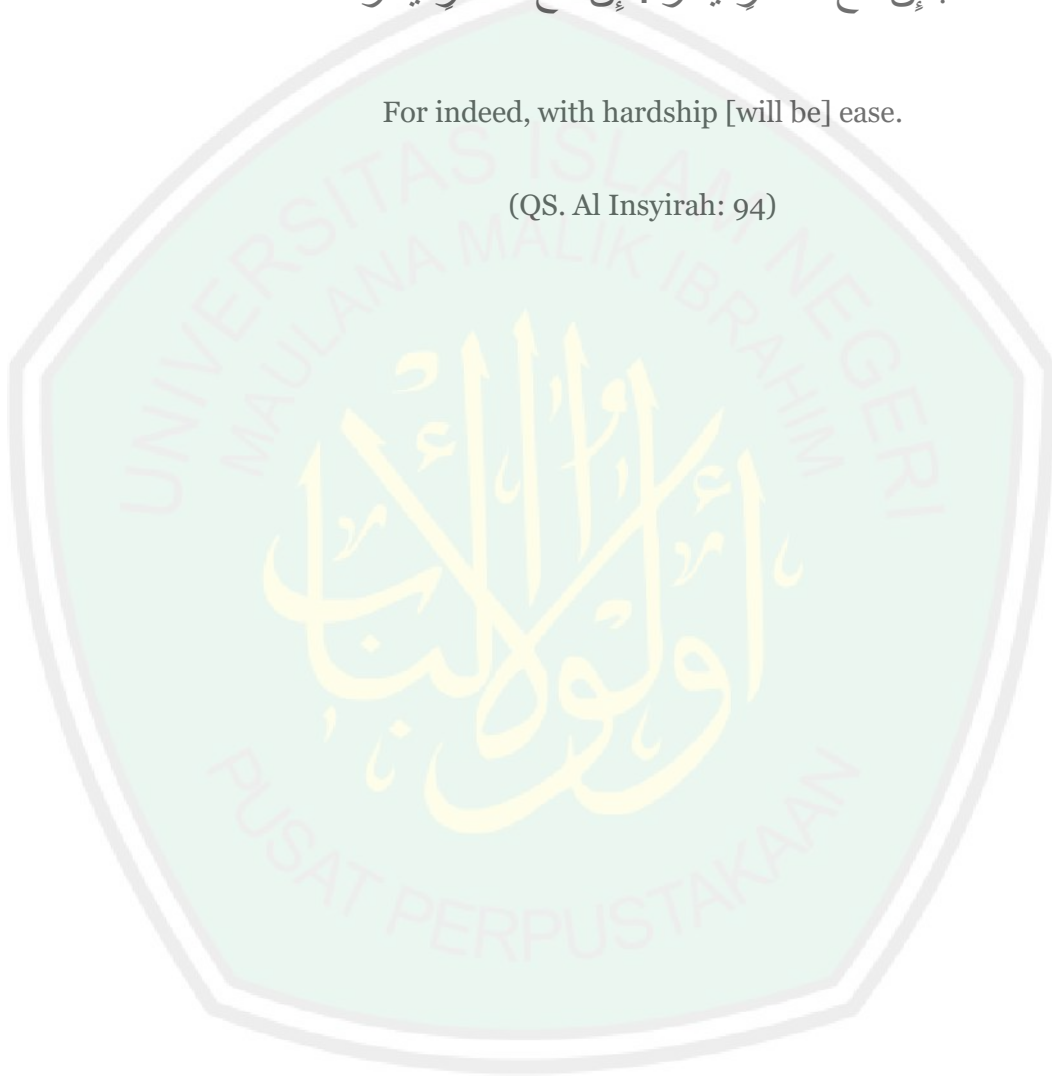 For indeed, with hardship [will be] ease.
(QS. Al Insyirah: 94)
UNIVERSITAS ISLAM NEGERI
MAULANA MALIK IBRAHIM
PUSAT PERPUSTAKAAN